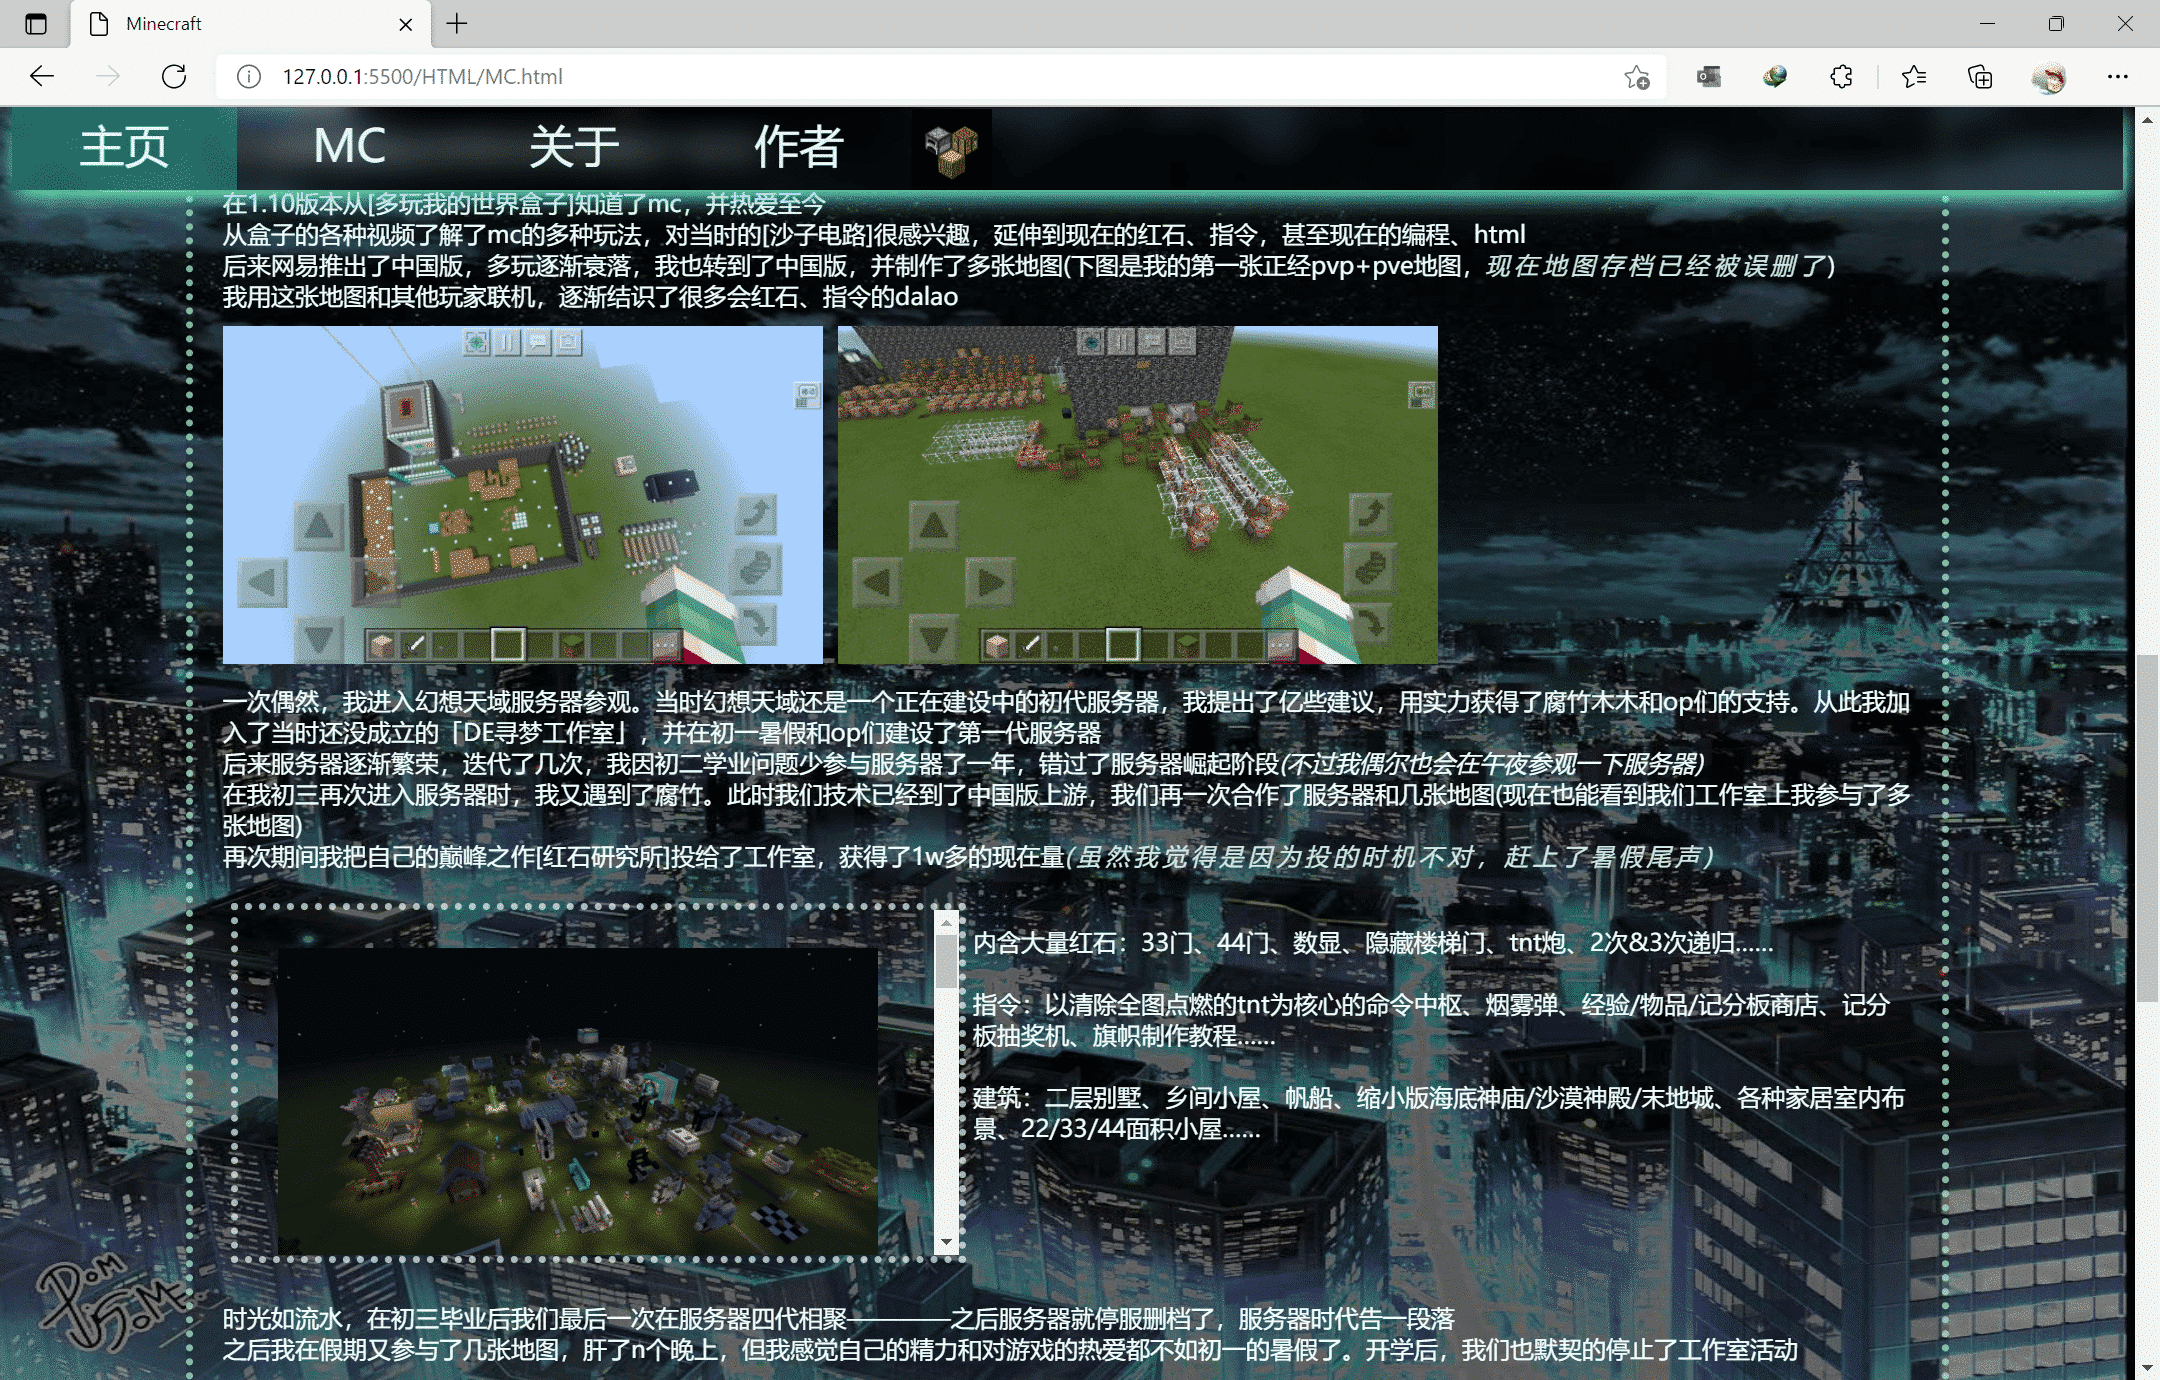 Minecraft
127.0.0.1:5500/HTML/MC.html
主页 MC 关于 作者
在1.10版本从[多玩我的世界盒子]知道了mc，并热爱至今
从盒子的各种视频了解了mc的多种玩法，对当时的[沙子电路]很感兴趣，延伸到现在的红石、指令，甚至现在的编程、html
后来网易推出了中国版，多玩逐渐衰落，我也转到了中国版，并制作了多张地图(下图是我的第一张正经pvp+pve地图，现在地图存档已经被误删了)
我用这张地图和其他玩家联机，逐渐结识了很多会红石、指令的dalao
一次偶然，我进入幻想天域服务器参观。当时幻想天域还是一个正在建设中的初代服务器，我提出了亿些建议，用实力获得了腐竹木木和op们的支持。从此我加
入了当时还没成立的「DE寻梦工作室」，并在初一暑假和op们建设了第一代服务器
后来服务器逐渐繁荣，迭代了几次，我因初二学业问题少参与服务器了一年，错过了服务器崛起阶段(不过我偶尔也会在午夜参观一下服务器)
在我初三再次进入服务器时，我又遇到了腐竹。此时我们技术已经到了中国版上游，我们再一次合作了服务器和几张地图(现在也能看到我们工作室上我参与了多
张地图)
再次期间我把自己的巅峰之作[红石研究所]投给了工作室，获得了1w多的现在量(虽然我觉得是因为投的时机不对，赶上了暑假尾声)
内含大量红石：33门、44门、数显、隐藏楼梯门、tnt炮、2次&3次递归......
指令：以清除全图点燃的tnt为核心的命令中枢、烟雾弹、经验/物品/记分板商店、记分
板抽奖机、旗帜制作教程......
建筑：二层别墅、乡间小屋、帆船、缩小版海底神庙/沙漠神殿/末地城、各种家居室内布
景、22/33/44面积小屋......
时光如流水，在初三毕业后我们最后一次在服务器四代相聚————之后服务器就停服删档了，服务器时代告一段落
之后我在假期又参与了几张地图，肝了n个晚上，但我感觉自己的精力和对游戏的热爱都不如初一的暑假了。开学后，我们也默契的停止了工作室活动